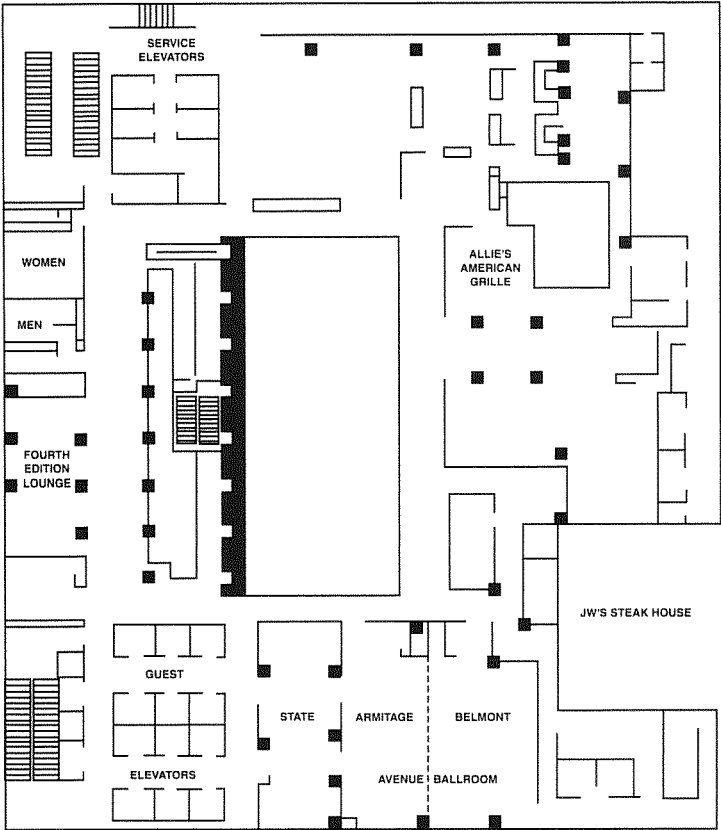 SERVICE
ELEVATORS
WOMEN
ALLIE'S
AMERICAN
GRILLE
MEN
FOURTH
EDITION
LOUNGE
JW'S STEAK HOUSE
GUEST
STATE
ARMITAGE
BELMONT
ELEVATORS
AVENUE BALLROOM